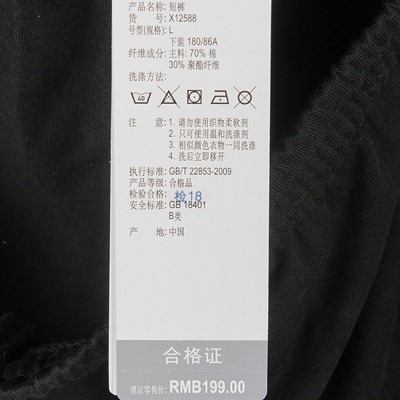 产品名称: 短裤
货 号: X12588
号型(规格): L
下装 180/86A
纤维成分: 主料: 70% 棉
30% 聚酯纤维
洗涤方法:
40
注 意: 1. 请勿使用织物柔软剂
2. 只可使用温和洗涤剂
3. 相似颜色衣物一同洗涤
4. 洗后立即移开
执行标准: GB/T 22853-2009
产品等级: 合格品
检验合格: 检18
安全标准: GB 18401
B类
产 地: 中国
合格证
建议零售价: RMB199.00